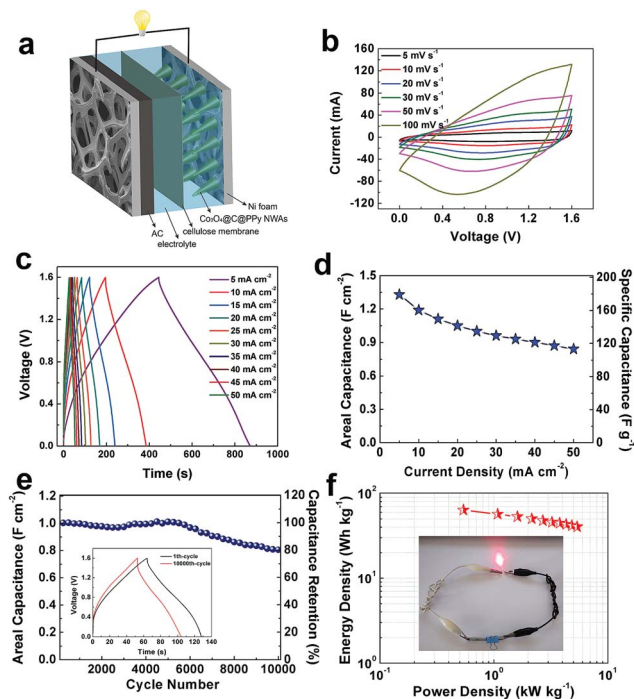 a
Ni foam
Co₃O₄@C@PPy NWAs
cellulose membrane
AC
electrolyte
b
160
120
80
40
0
-40
-80
-120
Current (mA)
5 mV s⁻¹
10 mV s⁻¹
20 mV s⁻¹
30 mV s⁻¹
50 mV s⁻¹
100 mV s⁻¹
0.0 0.4 0.8 1.2 1.6
Voltage (V)
c
2.0
1.6
1.2
0.8
0.4
0.0
Voltage (V)
5 mA cm⁻²
10 mA cm⁻²
15 mA cm⁻²
20 mA cm⁻²
25 mA cm⁻²
30 mA cm⁻²
35 mA cm⁻²
40 mA cm⁻²
45 mA cm⁻²
50 mA cm⁻²
0 200 400 600 800 1000
Time (s)
d
1.5
1.2
0.9
0.6
0.3
0.0
Areal Capacitance (F cm⁻²)
200
160
120
80
40
0
Specific Capacitance (F g⁻¹)
0 10 20 30 40 50
Current Density (mA cm⁻²)
e
1.2
1.0
0.8
0.6
0.4
0.2
0.0
Areal Capacitance (F cm⁻²)
120
100
80
60
40
20
0
Capacitance Retention (%)
2000 4000 6000 8000 10000
Cycle Number
2.4
1.8
1.2
0.6
0.0
Voltage (V)
1th-cycle
10000th-cycle
0 20 40 60 80 100 120 140
Time (s)
f
10²
10¹
10⁰
Energy Density (Wh kg⁻¹)
10⁻¹ 10⁰ 10¹
Power Density (kW kg⁻¹)